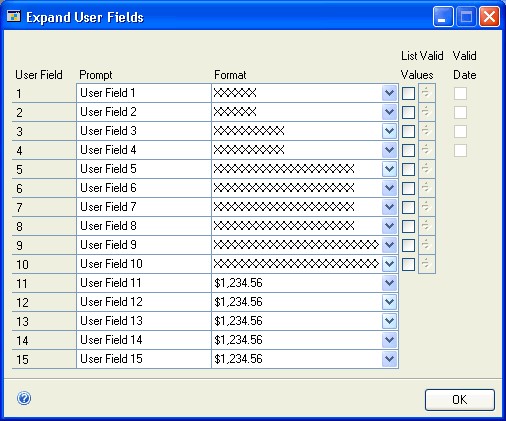 Expand User Fields
List Valid Valid
User Field Prompt Format Values Date
1 User Field 1 XXXXXX
2 User Field 2 XXXXXX
3 User Field 3 XXXXXXXXXX
4 User Field 4 XXXXXXXXXX
5 User Field 5 XXXXXXXXXXXXXXXXXXXX
6 User Field 6 XXXXXXXXXXXXXXXXXXXX
7 User Field 7 XXXXXXXXXXXXXXXXXXXX
8 User Field 8 XXXXXXXXXXXXXXXXXXXX
9 User Field 9 XXXXXXXXXXXXXXXXXXXXXXX
10 User Field 10 XXXXXXXXXXXXXXXXXXXXXXX
11 User Field 11 $1,234.56
12 User Field 12 $1,234.56
13 User Field 13 $1,234.56
14 User Field 14 $1,234.56
15 User Field 15 $1,234.56
OK